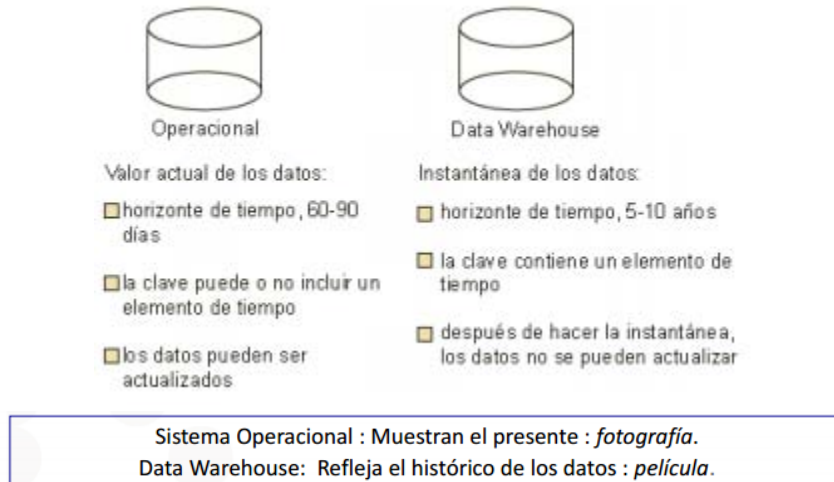 Operacional
Valor actual de los datos:
horizonte de tiempo, 60-90
días
la clave puede o no incluir un
elemento de tiempo
los datos pueden ser
actualizados
Data Warehouse
Instantánea de los datos:
horizonte de tiempo, 5-10 años
la clave contiene un elemento de
tiempo
después de hacer la instantánea,
los datos no se pueden actualizar
Sistema Operacional : Muestran el presente : fotografía.
Data Warehouse: Refleja el histórico de los datos : película.